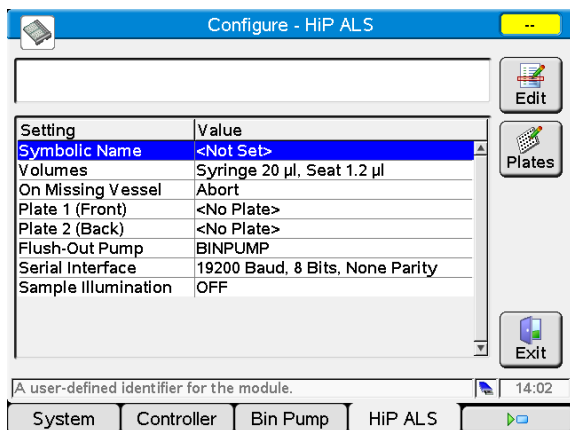 Configure - HiP ALS
--
Edit
Setting Value
Symbolic Name <Not Set>
Volumes Syringe 20 µl, Seat 1.2 µl
On Missing Vessel Abort
Plate 1 (Front) <No Plate>
Plate 2 (Back) <No Plate>
Flush-Out Pump BINPUMP
Serial Interface 19200 Baud, 8 Bits, None Parity
Sample Illumination OFF
Plates
Exit
A user-defined identifier for the module. 14:02
System Controller Bin Pump HiP ALS